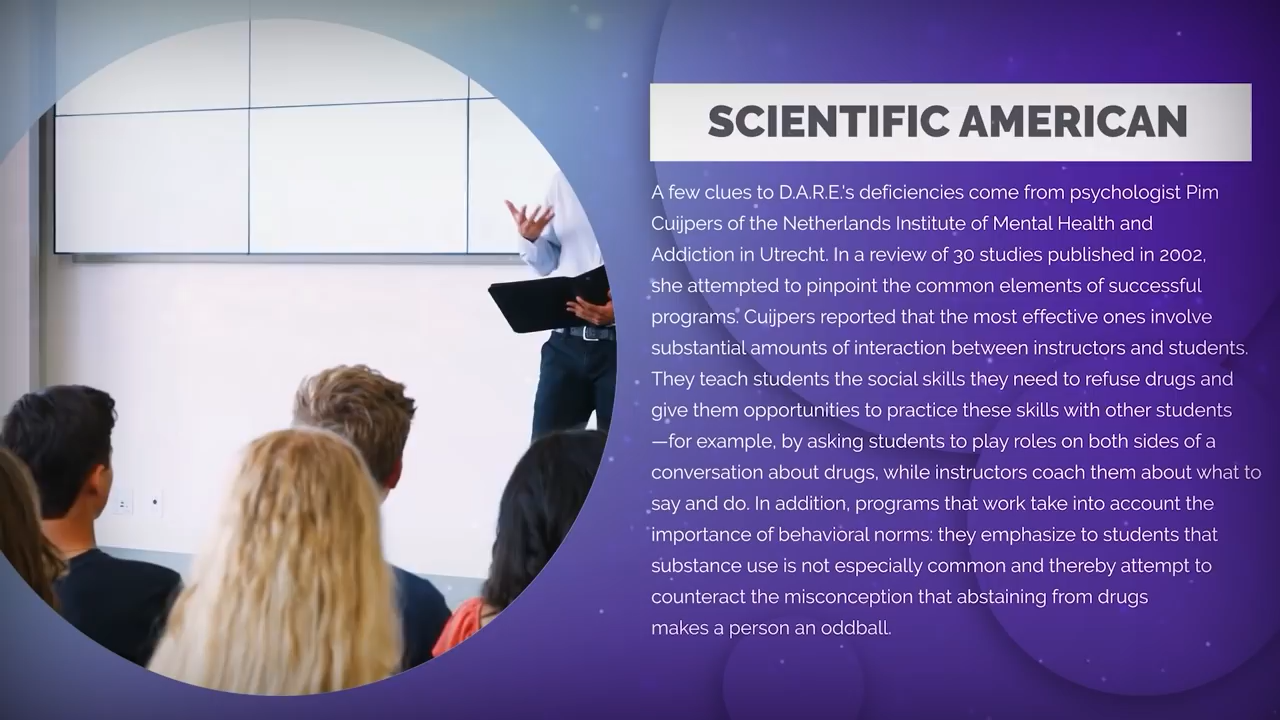 SCIENTIFIC AMERICAN
A few clues to D.A.R.E.'s deficiencies come from psychologist Pim
Cuijpers of the Netherlands Institute of Mental Health and
Addiction in Utrecht. In a review of 30 studies published in 2002,
she attempted to pinpoint the common elements of successful
programs. Cuijpers reported that the most effective ones involve
substantial amounts of interaction between instructors and students.
They teach students the social skills they need to refuse drugs and
give them opportunities to practice these skills with other students
—for example, by asking students to play roles on both sides of a
conversation about drugs, while instructors coach them about what to
say and do. In addition, programs that work take into account the
importance of behavioral norms: they emphasize to students that
substance use is not especially common and thereby attempt to
counteract the misconception that abstaining from drugs
makes a person an oddball.